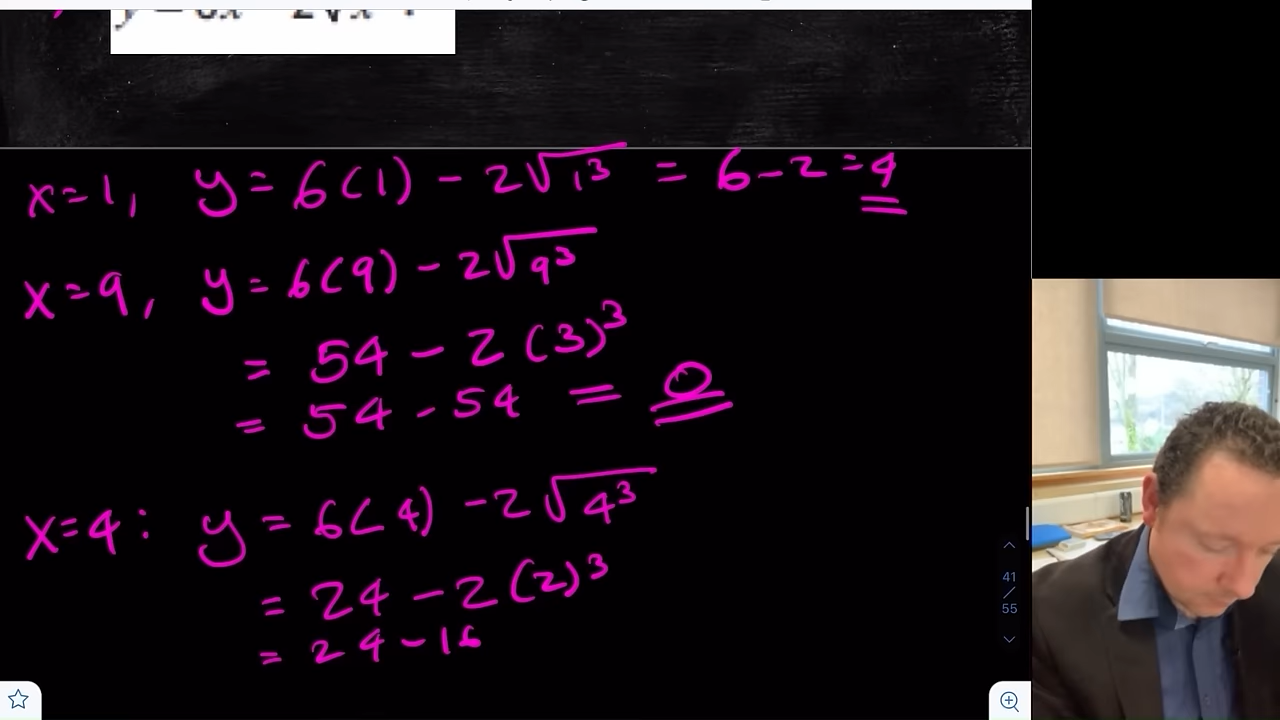 x=1, y = 6(1) - 2√1³ = 6-2=4
x=9, y = 6(9) - 2√9³
= 54 - 2(3)³
= 54 - 54 = 0
x=4: y = 6(4) - 2√4³
= 24 - 2(2)³
= 24 - 16
41
/
55